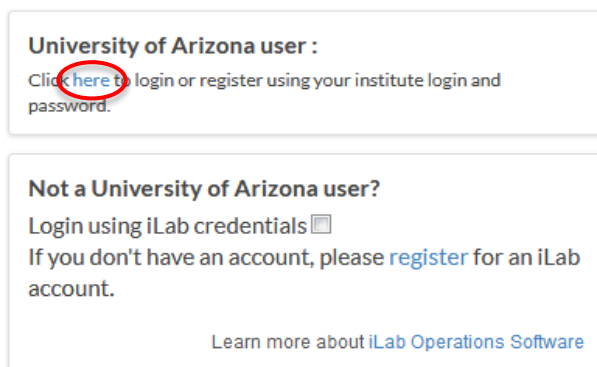 University of Arizona user :
Click here to login or register using your institute login and
password.
Not a University of Arizona user?
Login using iLab credentials
If you don't have an account, please register for an iLab
account.
Learn more about iLab Operations Software